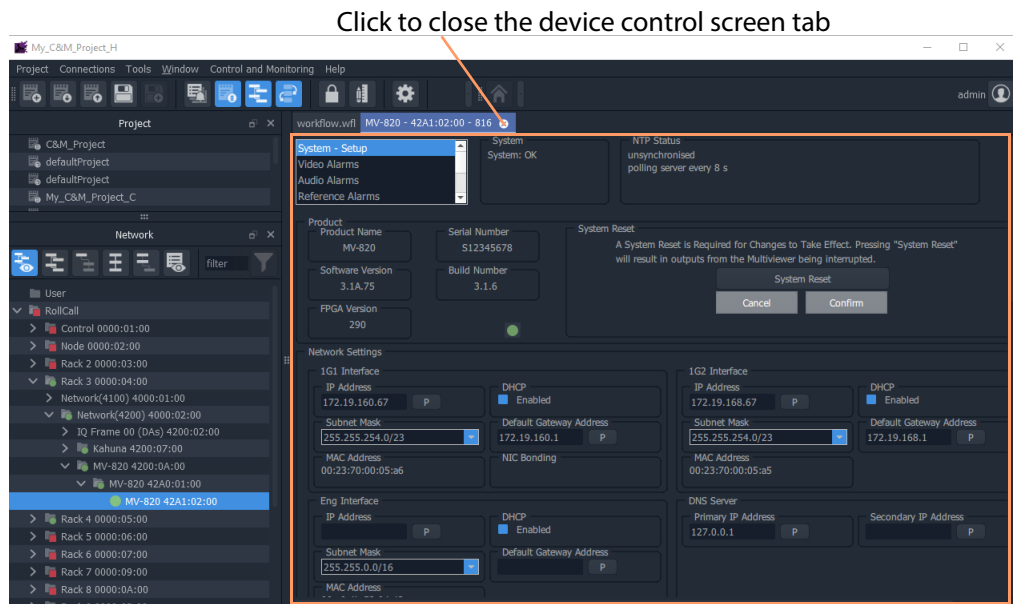 Click to close the device control screen tab
My_C&M_Project_H
Project Connections Tools Window Control and Monitoring Help
admin
Project
C&M_Project
defaultProject
defaultProject
My_C&M_Project_C
Network
filter
User
RollCall
Control 0000:01:00
Node 0000:02:00
Rack 2 0000:03:00
Rack 3 0000:04:00
Network(4100) 4000:01:00
Network(4200) 4000:02:00
IQ Frame 00 (DAs) 4200:02:00
Kahuna 4200:07:00
MV-820 4200:0A:00
MV-820 42A0:01:00
MV-820 42A1:02:00
Rack 4 0000:05:00
Rack 5 0000:06:00
Rack 6 0000:07:00
Rack 7 0000:09:00
Rack 8 0000:0A:00
workflow.wfl MV-820 - 42A1:02:00 - 816
System - Setup
Video Alarms
Audio Alarms
Reference Alarms
System
System: OK
NTP Status
unsynchronised
polling server every 8 s
Product
Product Name
MV-820
Serial Number
S12345678
Software Version
3.1A.75
Build Number
3.1.6
FPGA Version
290
System Reset
A System Reset is Required for Changes to Take Effect. Pressing "System Reset"
will result in outputs from the Multiviewer being interrupted.
System Reset
Cancel Confirm
Network Settings
1G1 Interface
IP Address
172.19.160.67 P
DHCP
Enabled
Subnet Mask
255.255.254.0/23
Default Gateway Address
172.19.160.1 P
MAC Address
00:23:70:00:05:a6
NIC Bonding
1G2 Interface
IP Address
172.19.168.67 P
DHCP
Enabled
Subnet Mask
255.255.254.0/23
Default Gateway Address
172.19.168.1 P
MAC Address
00:23:70:00:05:a5
Eng Interface
IP Address
P
DHCP
Enabled
Subnet Mask
255.255.0.0/16
Default Gateway Address
P
MAC Address
DNS Server
Primary IP Address
127.0.0.1 P
Secondary IP Address
P